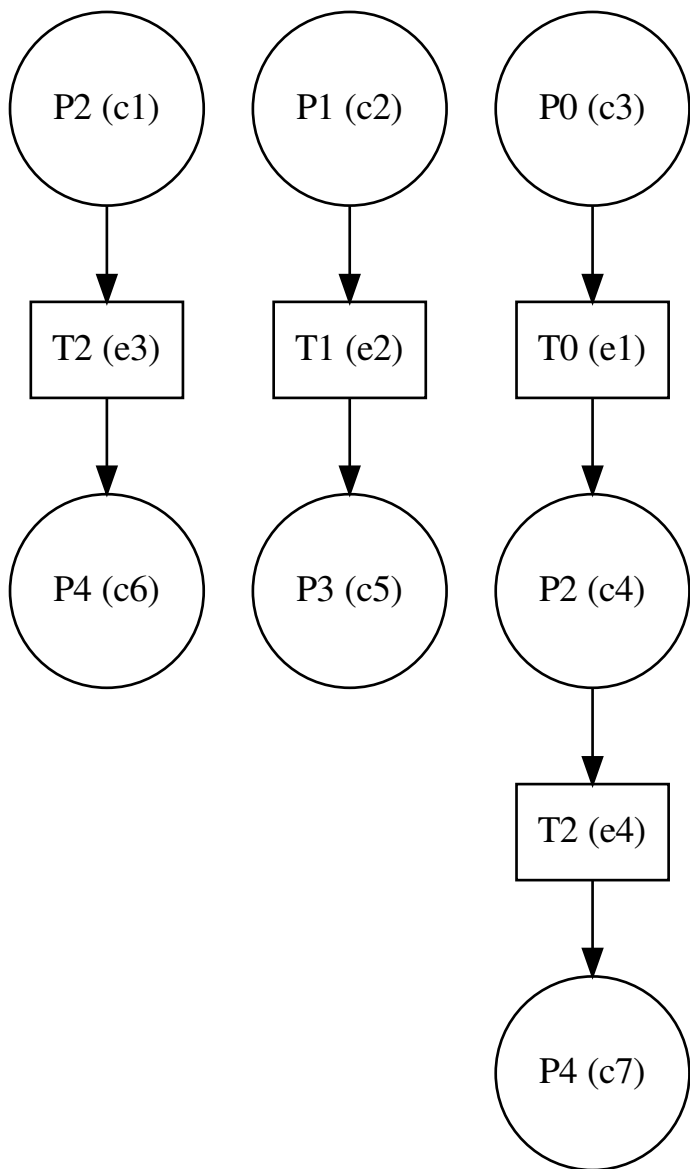 P2 (c1)
P1 (c2)
P0 (c3)
T2 (e3)
T1 (e2)
T0 (e1)
P4 (c6)
P3 (c5)
P2 (c4)
T2 (e4)
P4 (c7)